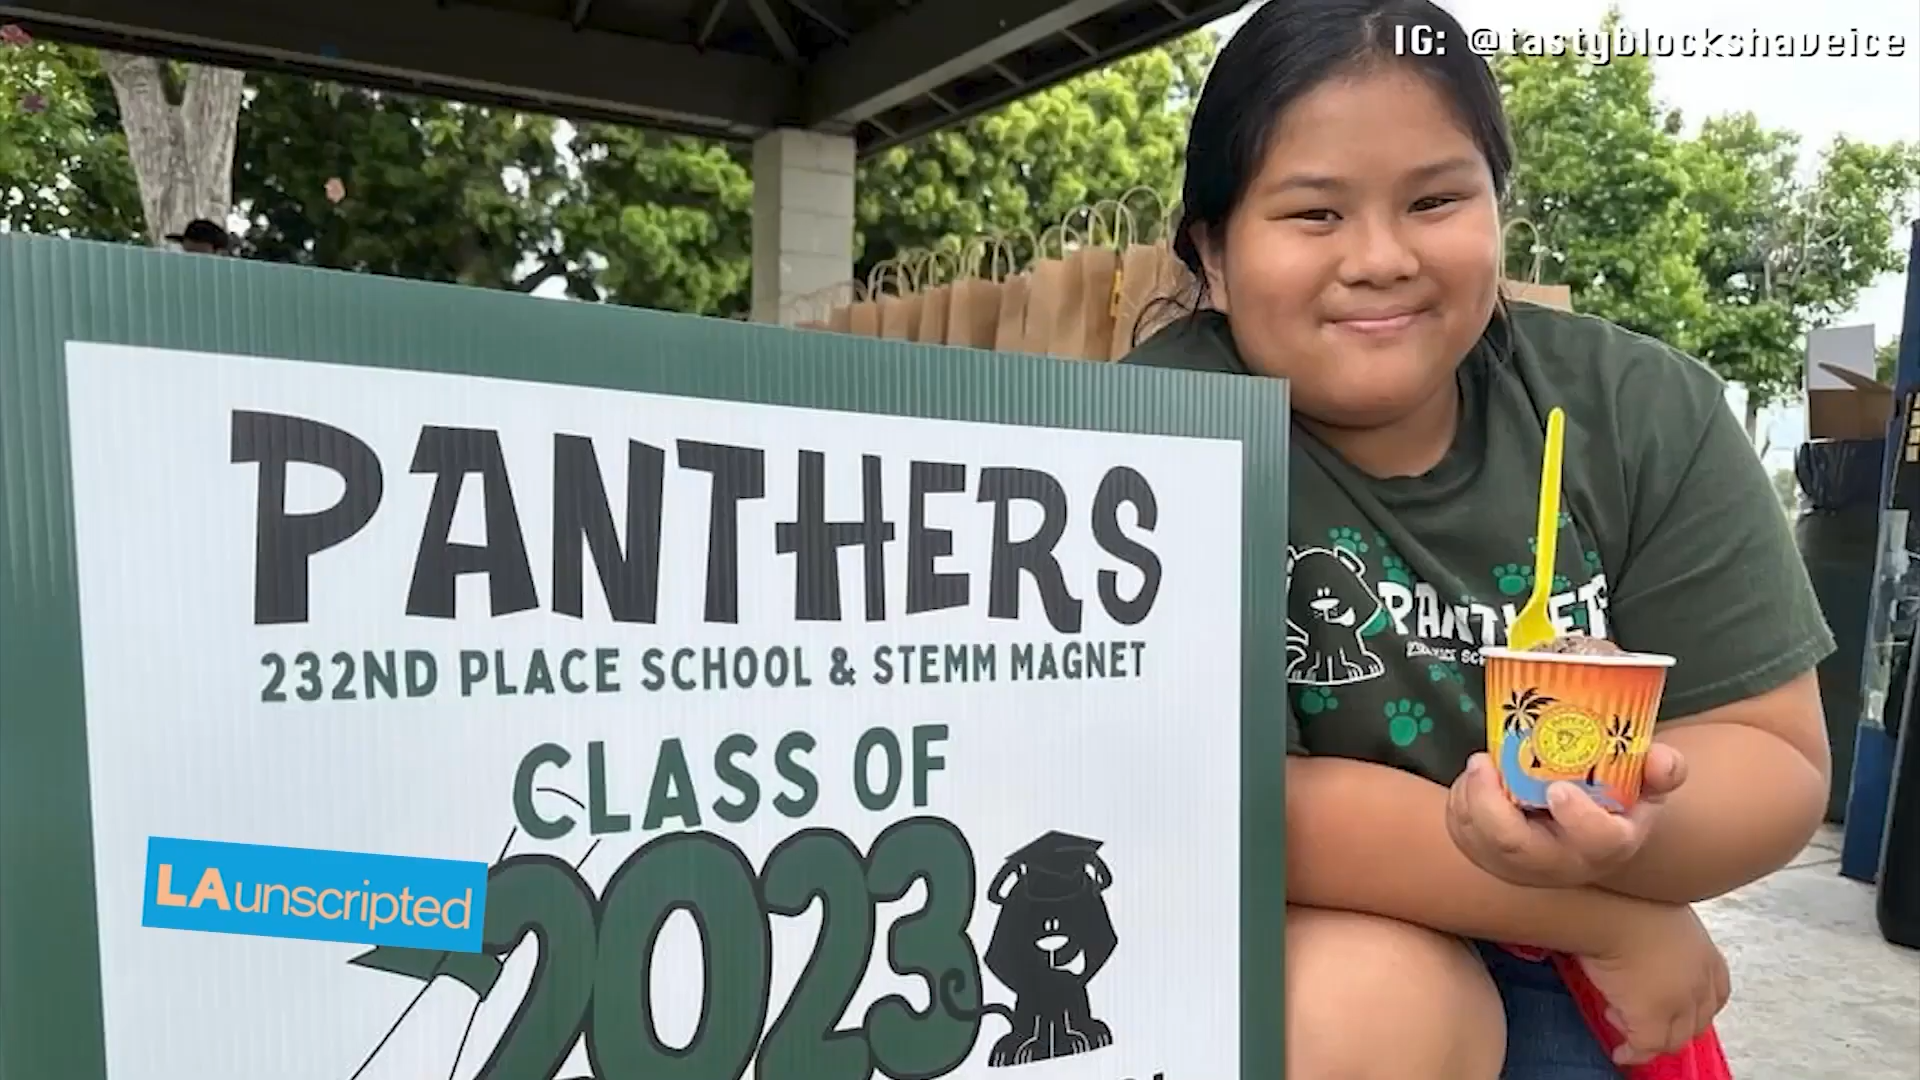 IG: @tastyblockshaveice
PANTHERS
232ND PLACE SCHOOL & STEMM MAGNET
CLASS OF
2023
LAunscripted